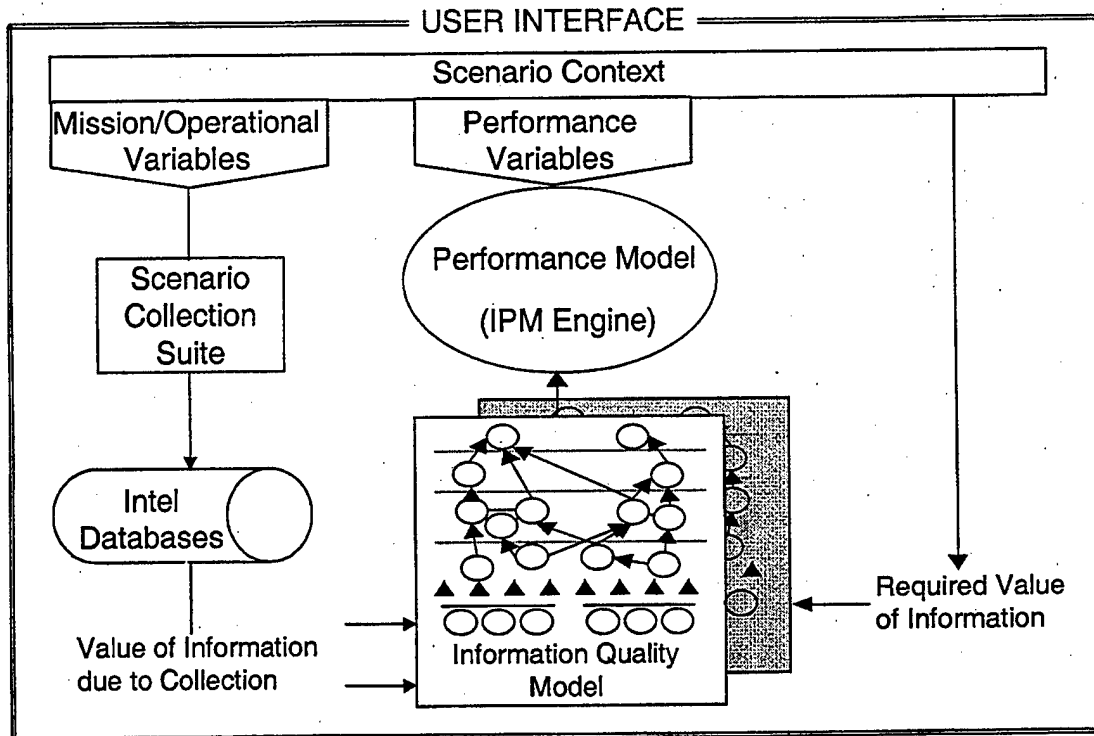 USER INTERFACE
Scenario Context
Mission/Operational
Variables
Performance
Variables
Performance Model
(IPM Engine)
Scenario
Collection
Suite
Intel
Databases
Value of Information
due to Collection
Information Quality
Model
Required Value
of Information